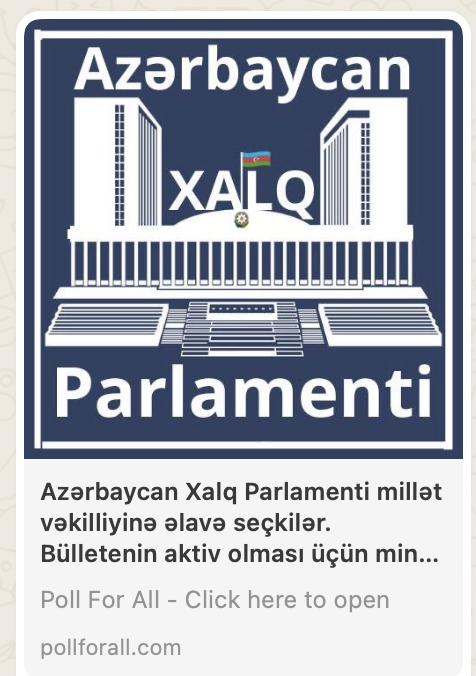 Azərbaycan
XALQ
Parlamenti
Azərbaycan Xalq Parlamenti millət
vəkilliyinə əlavə seçkilər.
Bülletenin aktiv olması üçün min...
Poll For All - Click here to open
pollforall.com